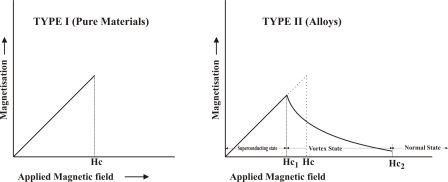 TYPE I (Pure Materials)
Magnetisation
Hc
Applied Magnetic field
TYPE II (Alloys)
Magnetisation
Superconducting state
Vortex State
Normal State
Hc1
Hc
Hc2
Applied Magnetic field